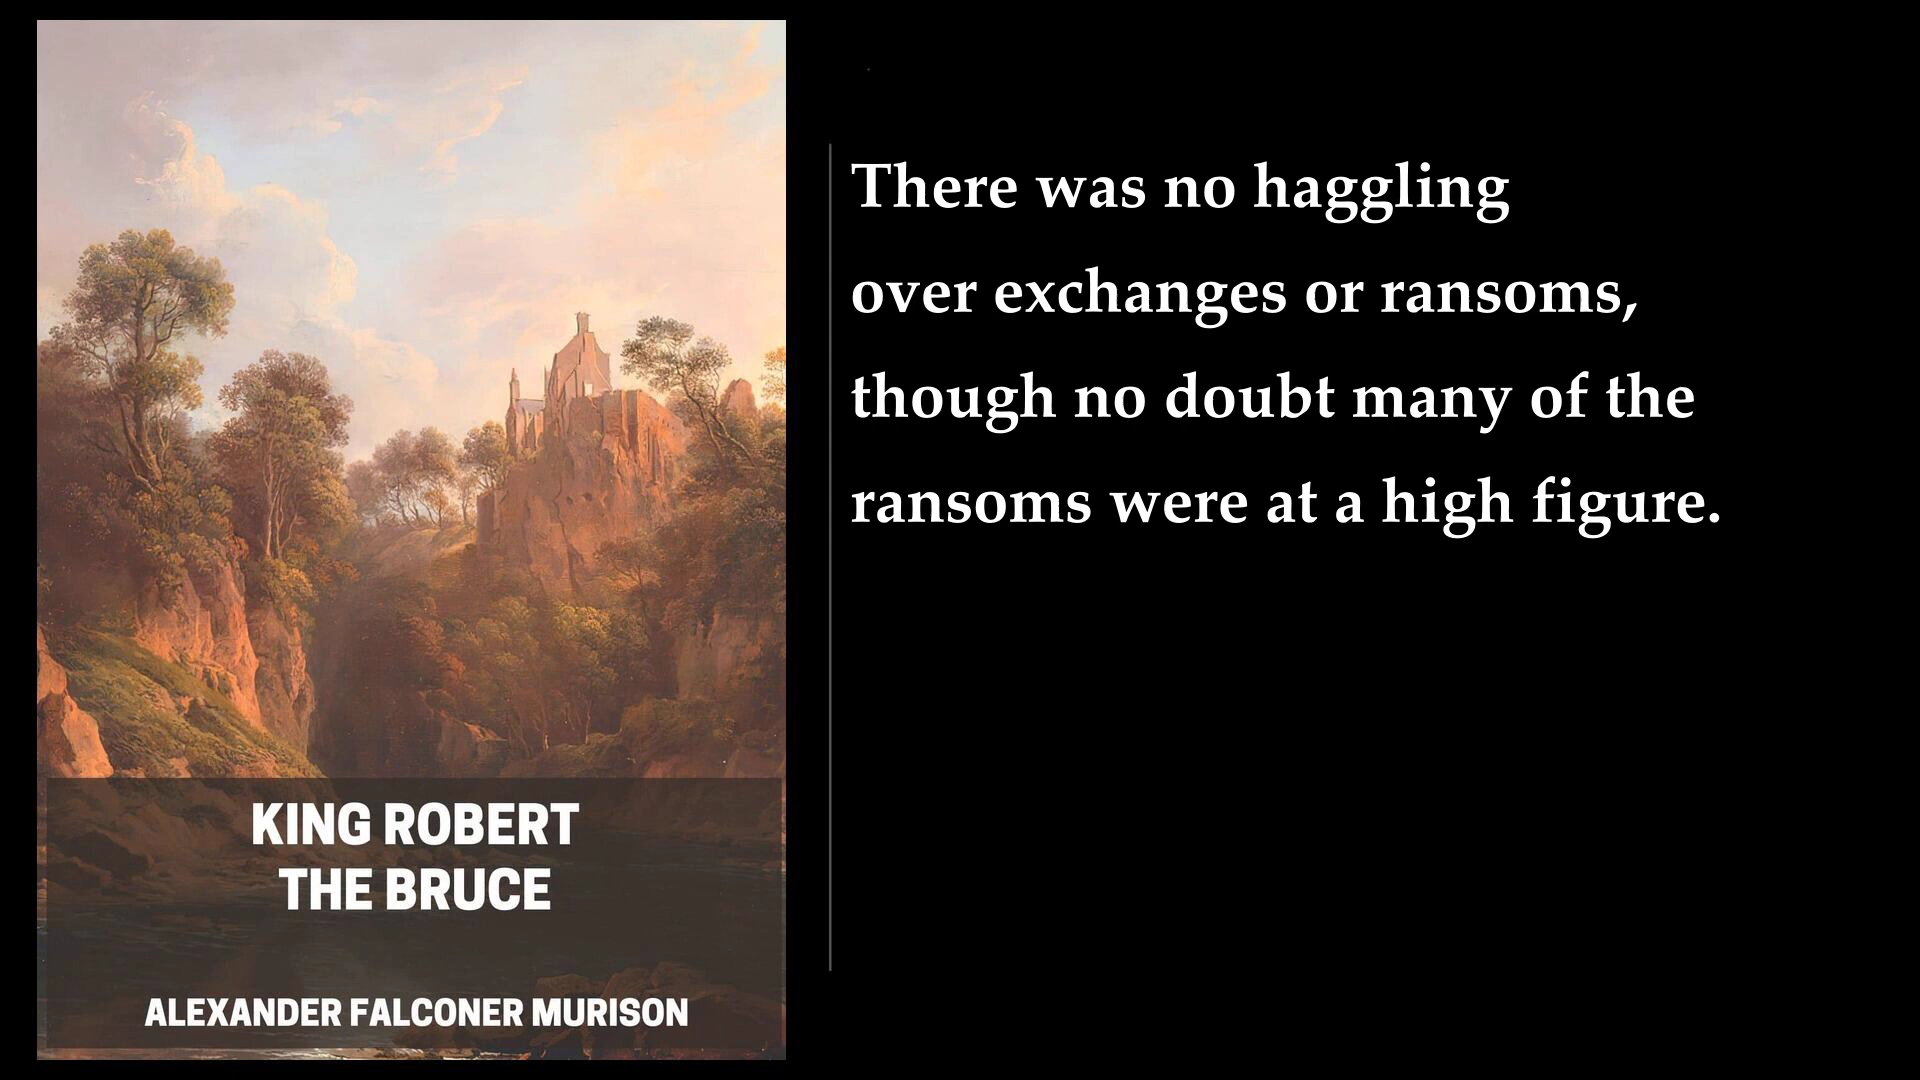 KING ROBERT
THE BRUCE
ALEXANDER FALCONER MURISON
There was no haggling
over exchanges or ransoms,
though no doubt many of the
ransoms were at a high figure.